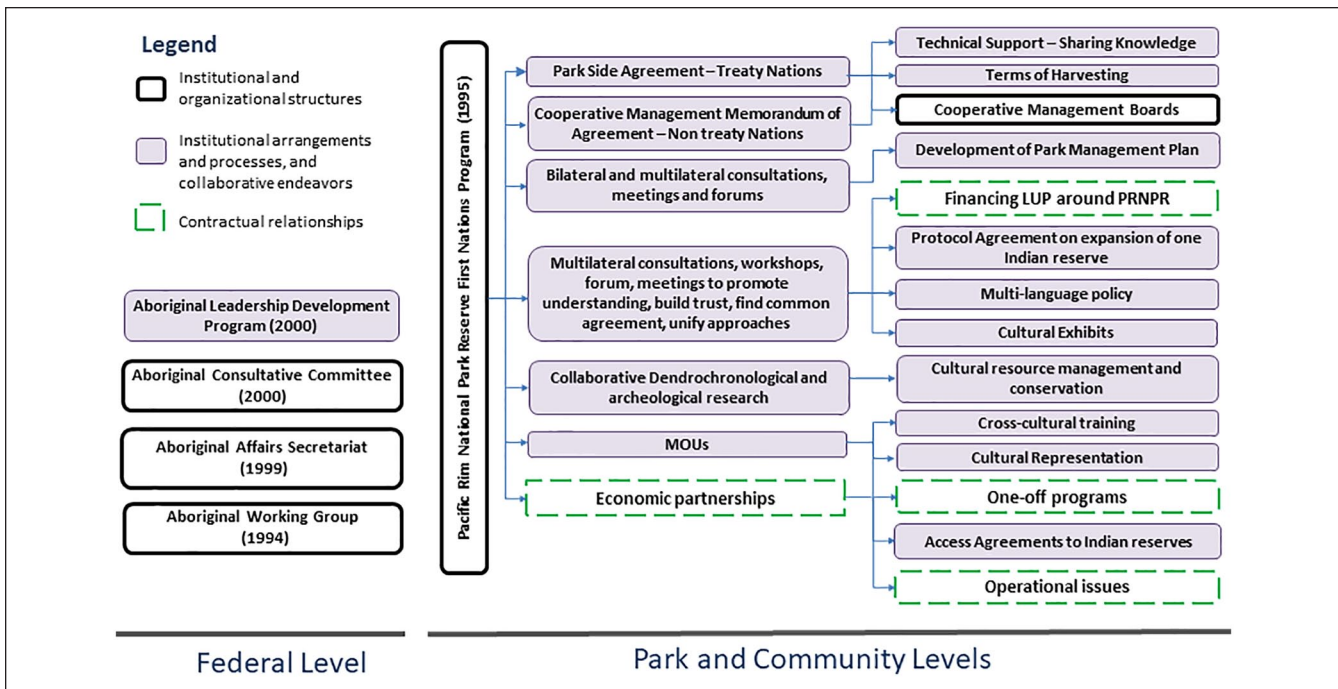 Legend
Institutional and
organizational structures
Institutional arrangements
and processes, and
collaborative endeavors
Contractual relationships
Aboriginal Leadership Development
Program (2000)
Aboriginal Consultative Committee
(2000)
Aboriginal Affairs Secretariat
(1999)
Aboriginal Working Group
(1994)
Federal Level
Pacific Rim National Park Reserve First Nations Program (1995)
Park Side Agreement – Treaty Nations
Cooperative Management Memorandum of
Agreement – Non treaty Nations
Bilateral and multilateral consultations,
meetings and forums
Multilateral consultations, workshops,
forum, meetings to promote
understanding, build trust, find common
agreement, unify approaches
Collaborative Dendrochronological and
archeological research
MOUs
Economic partnerships
Technical Support – Sharing Knowledge
Terms of Harvesting
Cooperative Management Boards
Development of Park Management Plan
Financing LUP around PRNPR
Protocol Agreement on expansion of one
Indian reserve
Multi-language policy
Cultural Exhibits
Cultural resource management and
conservation
Cross-cultural training
Cultural Representation
One-off programs
Access Agreements to Indian reserves
Operational issues
Park and Community Levels